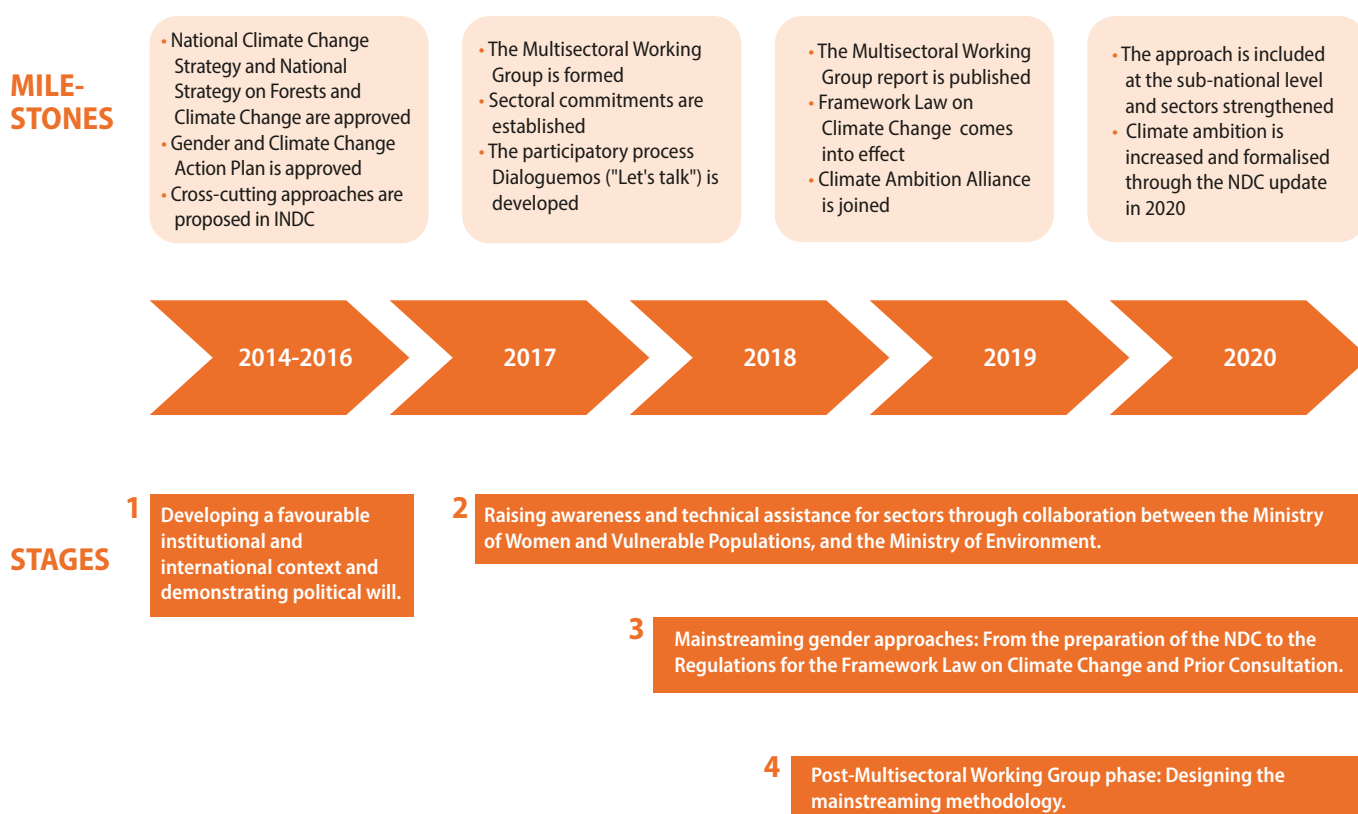 MILE-
STONES
• National Climate Change
Strategy and National
Strategy on Forests and
Climate Change are approved
• Gender and Climate Change
Action Plan is approved
• Cross-cutting approaches are
proposed in INDC
• The Multisectoral Working
Group is formed
• Sectoral commitments are
established
• The participatory process
Dialoguemos ("Let's talk") is
developed
• The Multisectoral Working
Group report is published
• Framework Law on
Climate Change comes
into effect
• Climate Ambition Alliance
is joined
• The approach is included
at the sub-national level
and sectors strengthened
• Climate ambition is
increased and formalised
through the NDC update
in 2020
2014-2016
2017
2018
2019
2020
STAGES
1
Developing a favourable
institutional and
international context and
demonstrating political will.
2
Raising awareness and technical assistance for sectors through collaboration between the Ministry
of Women and Vulnerable Populations, and the Ministry of Environment.
3
Mainstreaming gender approaches: From the preparation of the NDC to the
Regulations for the Framework Law on Climate Change and Prior Consultation.
4
Post-Multisectoral Working Group phase: Designing the
mainstreaming methodology.